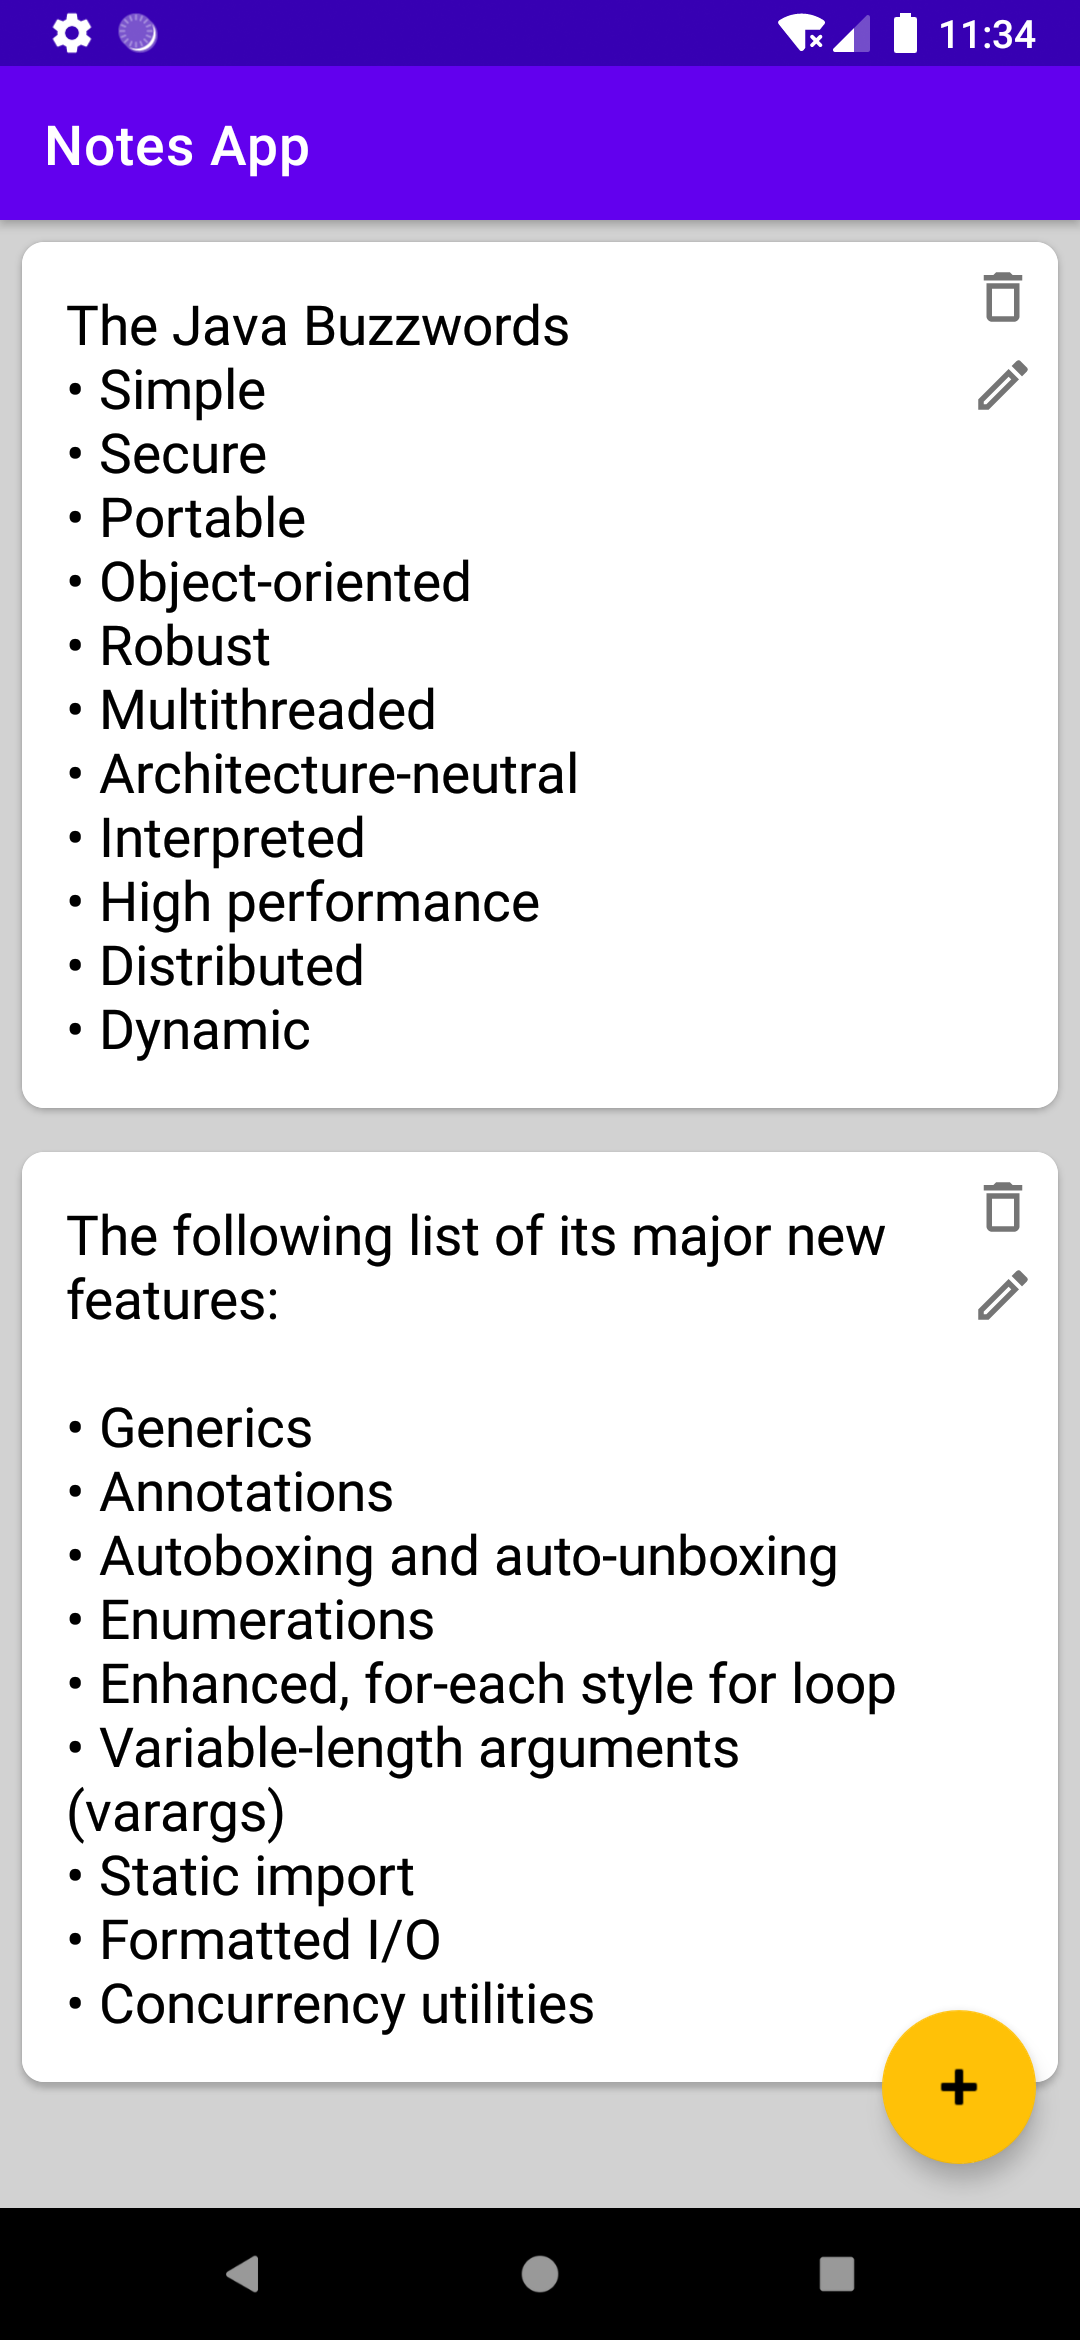 11:34
Notes App
The Java Buzzwords
• Simple
• Secure
• Portable
• Object-oriented
• Robust
• Multithreaded
• Architecture-neutral
• Interpreted
• High performance
• Distributed
• Dynamic
The following list of its major new
features:
• Generics
• Annotations
• Autoboxing and auto-unboxing
• Enumerations
• Enhanced, for-each style for loop
• Variable-length arguments
(varargs)
• Static import
• Formatted I/O
• Concurrency utilities